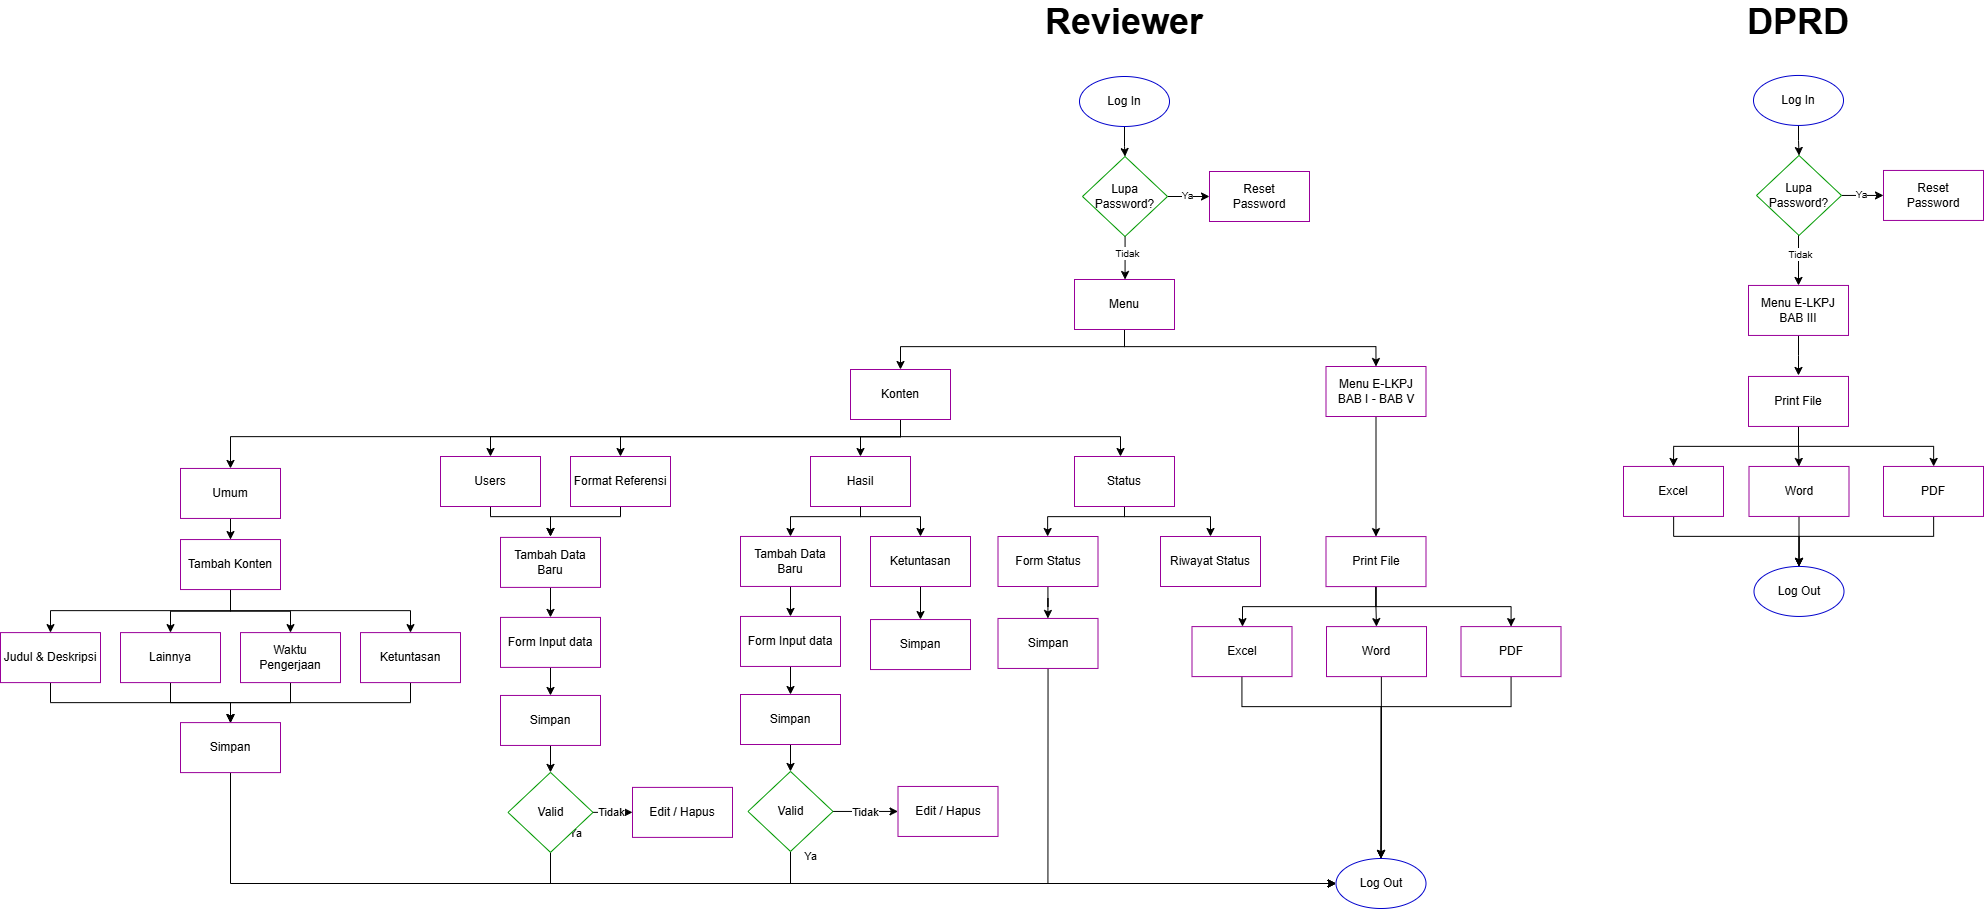 Reviewer
DPRD
Log In
Log In
Lupa
Password?
Ya
Reset
Password
Lupa
Password?
Ya
Reset
Password
Tidak
Tidak
Menu
Menu E-LKPJ
BAB III
Konten
Menu E-LKPJ
BAB I - BAB V
Print File
Umum
Users
Format Referensi
Hasil
Status
Excel
Word
PDF
Tambah Konten
Tambah Data
Baru
Tambah Data
Baru
Ketuntasan
Form Status
Riwayat Status
Print File
Log Out
Judul & Deskripsi
Lainnya
Waktu
Pengerjaan
Ketuntasan
Form Input data
Form Input data
Simpan
Simpan
Excel
Word
PDF
Simpan
Simpan
Simpan
Valid
Tidak
Edit / Hapus
Ya
Valid
Tidak
Edit / Hapus
Ya
Log Out